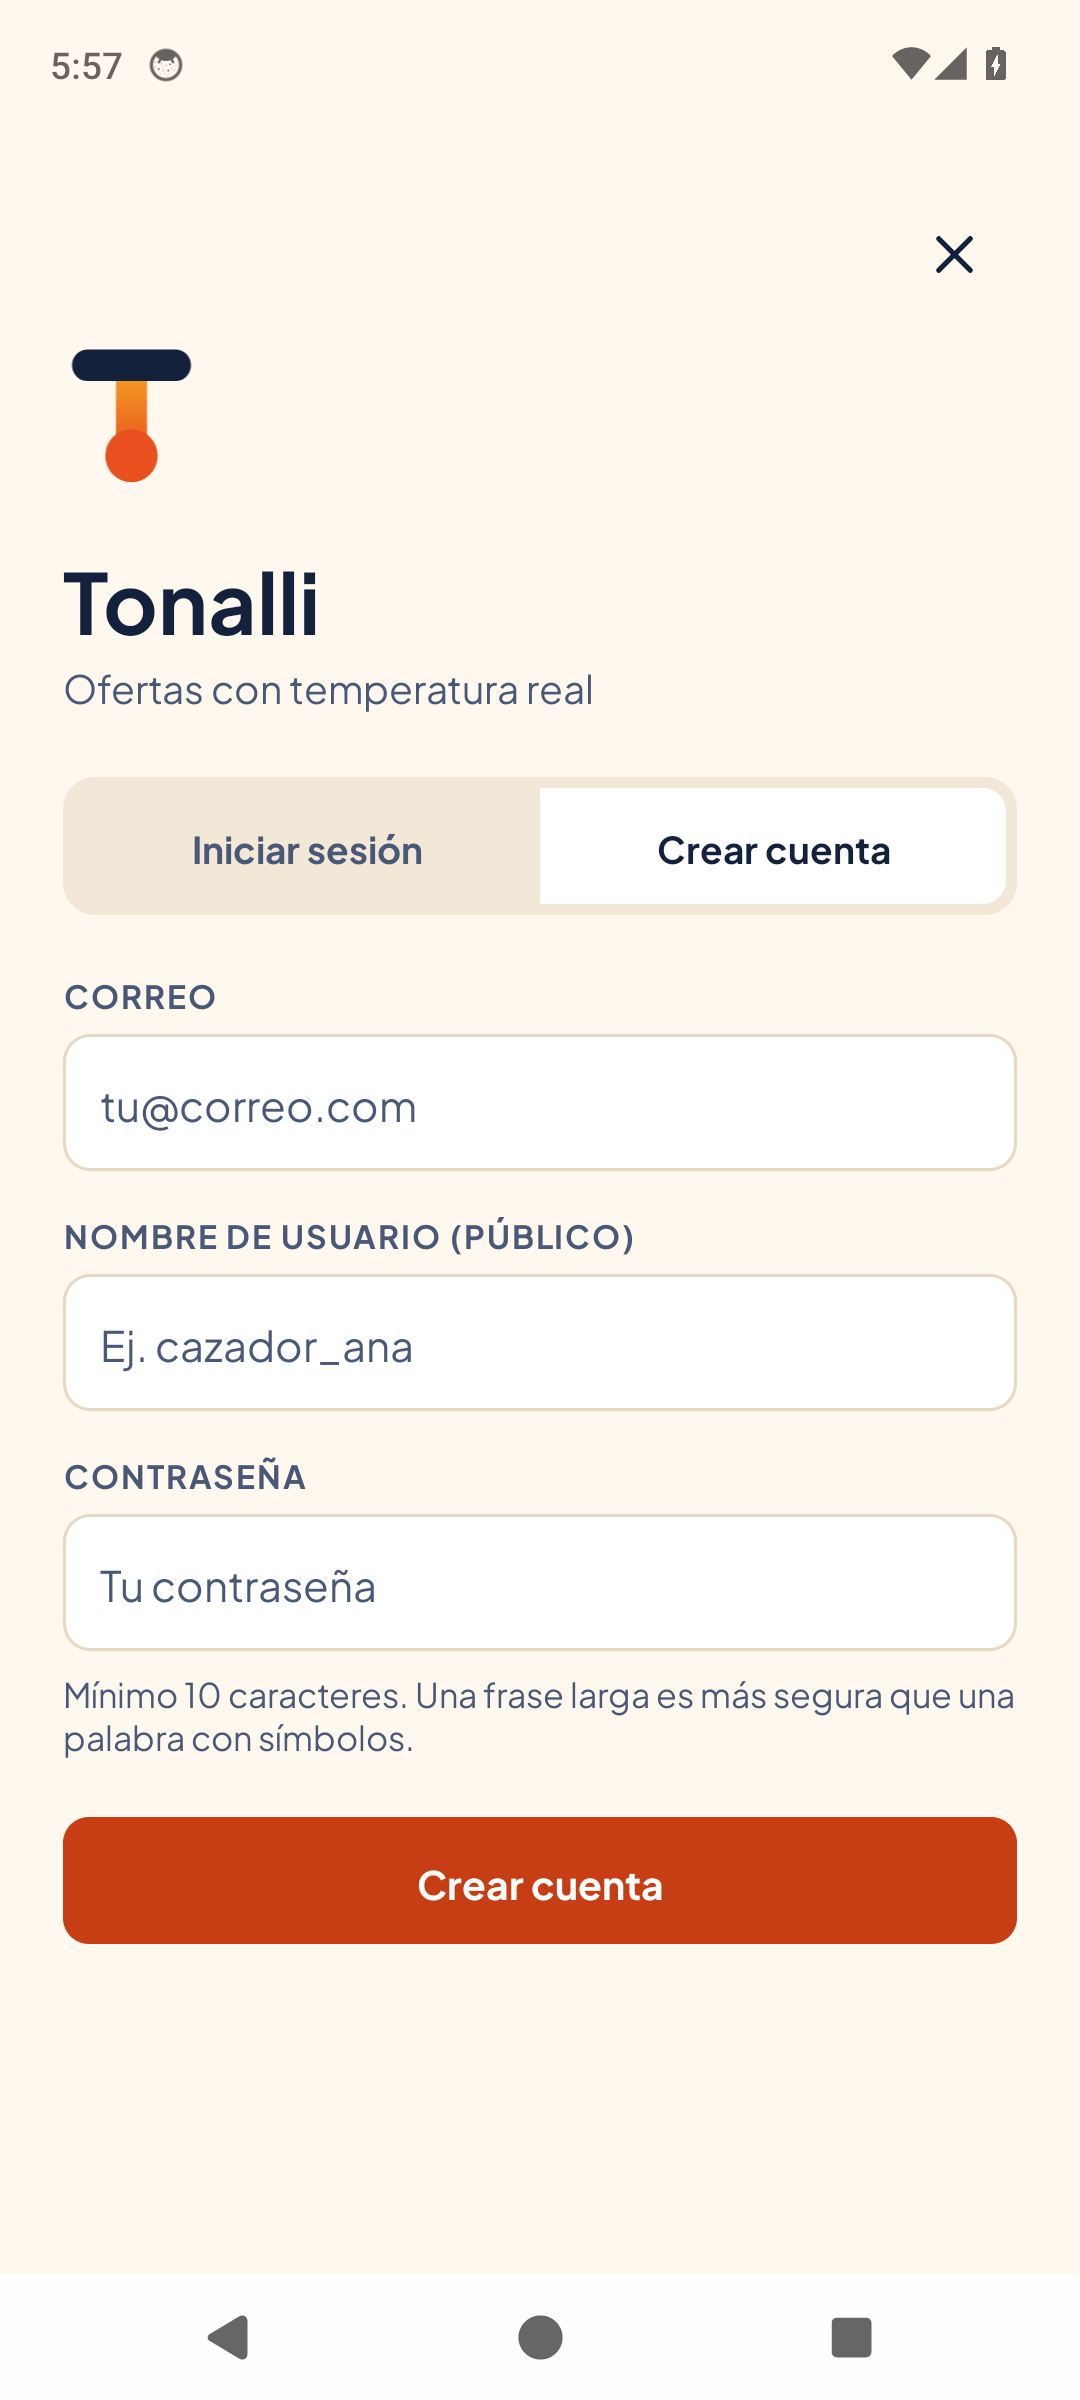 5:57
Tonalli
Ofertas con temperatura real
Iniciar sesión
Crear cuenta
CORREO
tu@correo.com
NOMBRE DE USUARIO (PÚBLICO)
Ej. cazador_ana
CONTRASEÑA
Tu contraseña
Mínimo 10 caracteres. Una frase larga es más segura que una
palabra con símbolos.
Crear cuenta